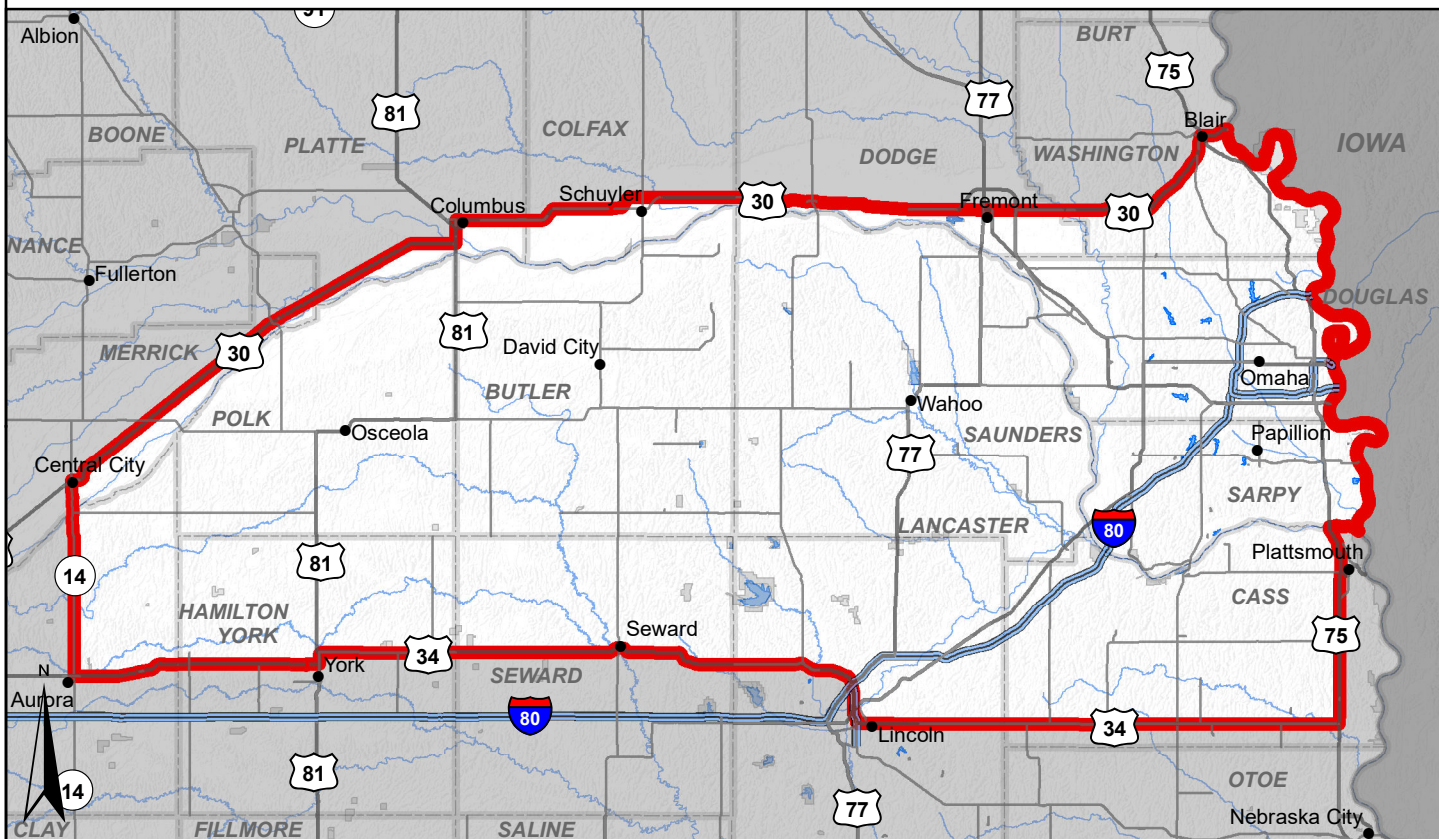 91
Albion
BURT
75
77
81
Blair
COLFAX
BOONE
PLATTE
IOWA
DODGE
WASHINGTON
Schuyler
30
Fremont
30
Columbus
NANCE
Fullerton
DOUGLAS
81
David City
30
MERRICK
Omaha
BUTLER
POLK
Wahoo
Osceola
SAUNDERS
Papillion
77
Central City
SARPY
LANCASTER
80
Plattsmouth
81
14
CASS
HAMILTON
YORK
Seward
75
34
N
York
SEWARD
Aurora
80
34
Lincoln
81
OTOE
14
77
Nebraska City
CLAY
FILLMORE
SALINE